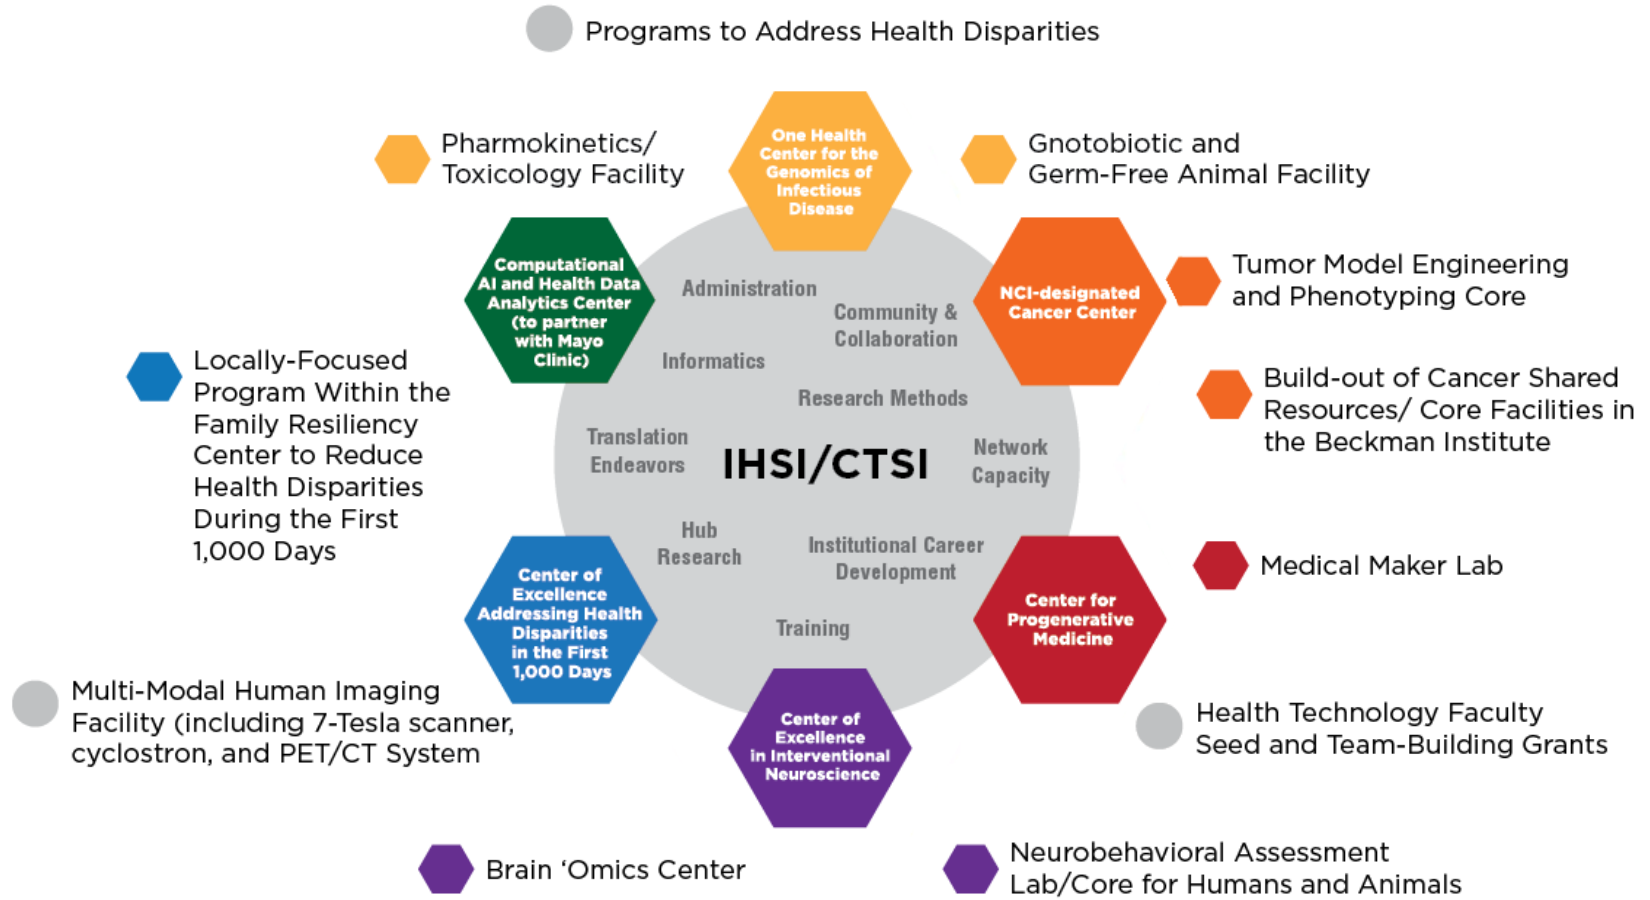 Programs to Address Health Disparities
Pharmokinetics/
Toxicology Facility
One Health
Center for the
Genomics of
Infectious
Disease
Gnotobiotic and
Germ-Free Animal Facility
Computational
AI and Health Data
Analytics Center
(to partner
with Mayo
Clinic)
NCI-designated
Cancer Center
Tumor Model Engineering
and Phenotyping Core
Administration
Community &
Collaboration
Informatics
Research Methods
Locally-Focused
Program Within the
Family Resiliency
Center to Reduce
Health Disparities
During the First
1,000 Days
Build-out of Cancer Shared
Resources/ Core Facilities in
the Beckman Institute
Translation
Endeavors
IHSI/CTSI
Network
Capacity
Hub
Research
Institutional Career
Development
Training
Center of
Excellence
Addressing Health
Disparities
in the First
1,000 Days
Center for
Progenerative
Medicine
Medical Maker Lab
Multi-Modal Human Imaging
Facility (including 7-Tesla scanner,
cyclostron, and PET/CT System
Center of
Excellence
in Interventional
Neuroscience
Health Technology Faculty
Seed and Team-Building Grants
Brain ‘Omics Center
Neurobehavioral Assessment
Lab/Core for Humans and Animals